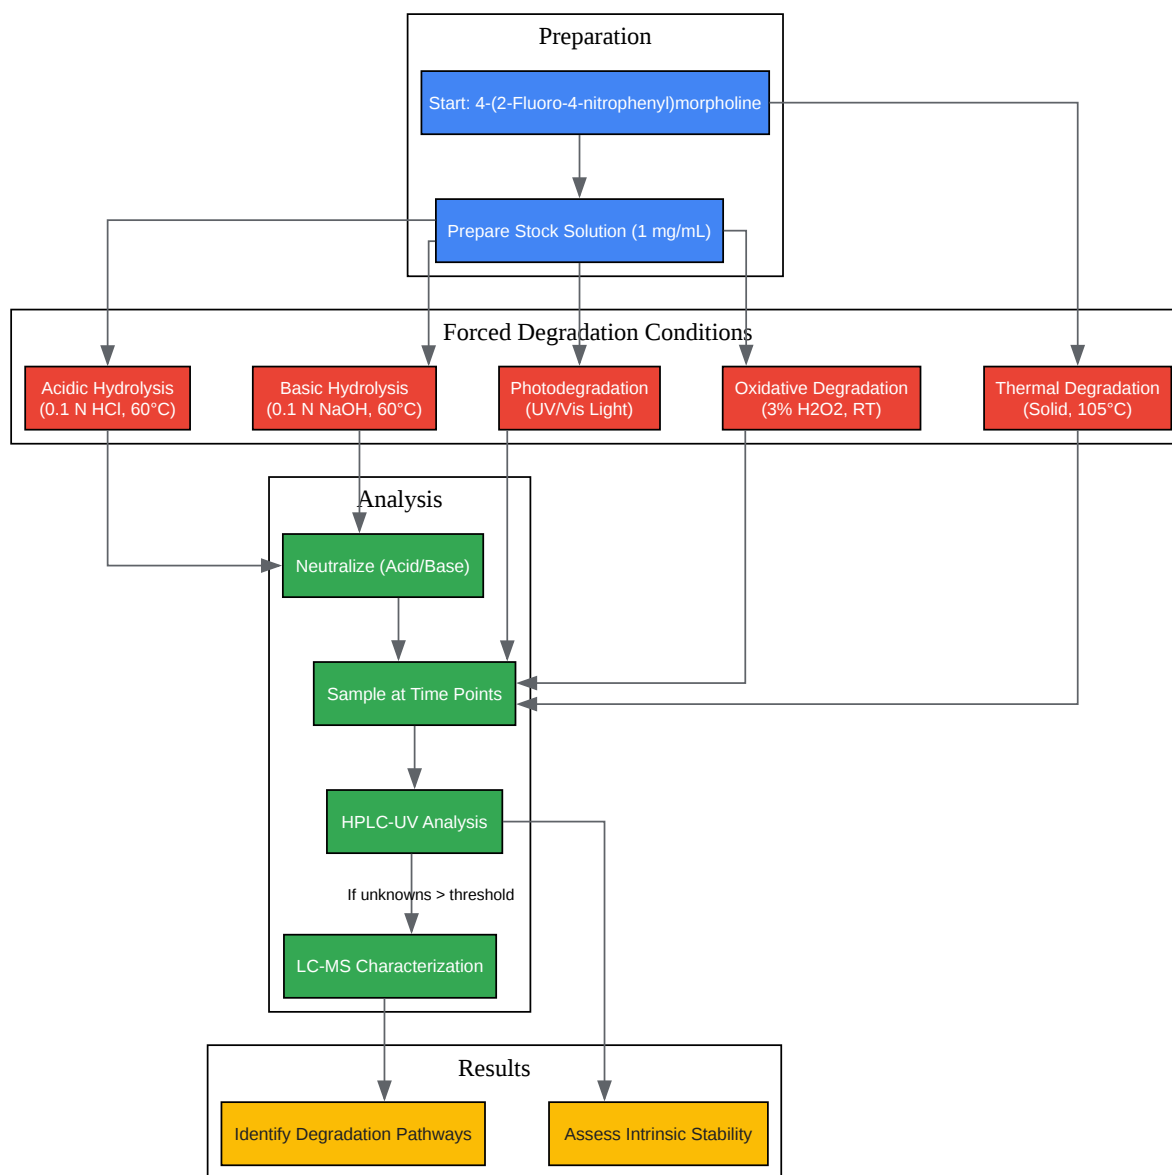 Preparation
Start: 4-(2-Fluoro-4-nitrophenyl)morpholine
Prepare Stock Solution (1 mg/mL)
Forced Degradation Conditions
Acidic Hydrolysis
(0.1 N HCl, 60°C)
Basic Hydrolysis
(0.1 N NaOH, 60°C)
Photodegradation
(UV/Vis Light)
Oxidative Degradation
(3% H2O2, RT)
Thermal Degradation
(Solid, 105°C)
Analysis
Neutralize (Acid/Base)
Sample at Time Points
HPLC-UV Analysis
If unknowns > threshold
LC-MS Characterization
Results
Identify Degradation Pathways
Assess Intrinsic Stability